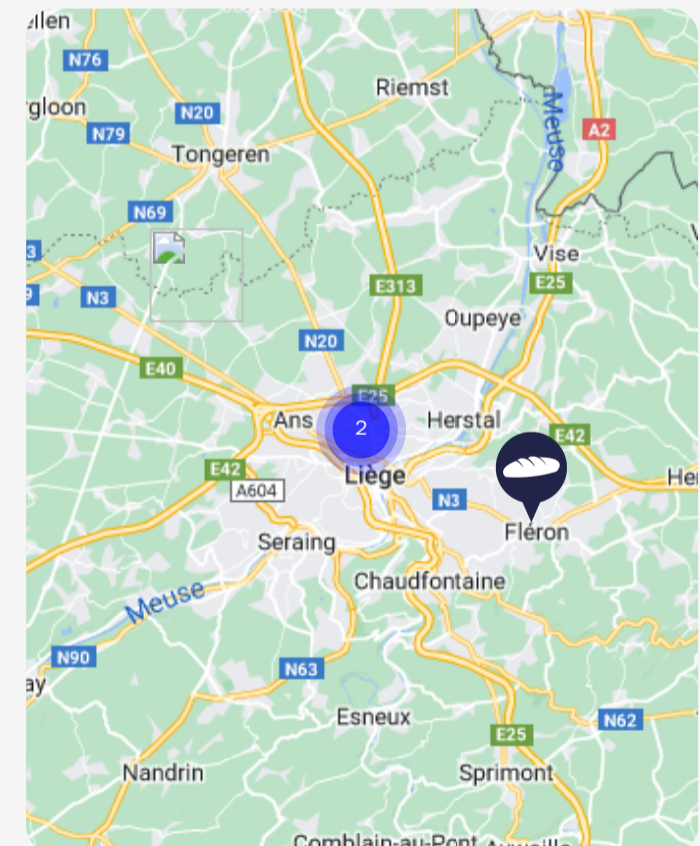 N76
Riemst
N20
N79
Meuse
A2
Tongeren
N69
Vise
E25
E313
N3
Oupeye
N20
E40
E25
Ans
2
Herstal
E42
E42
Liège
A604
N3
Fléron
Seraing
Chaudfontaine
Meuse
N90
N63
Esneux
N62
E25
Nandrin
Sprimont
Comblain-au-Pont